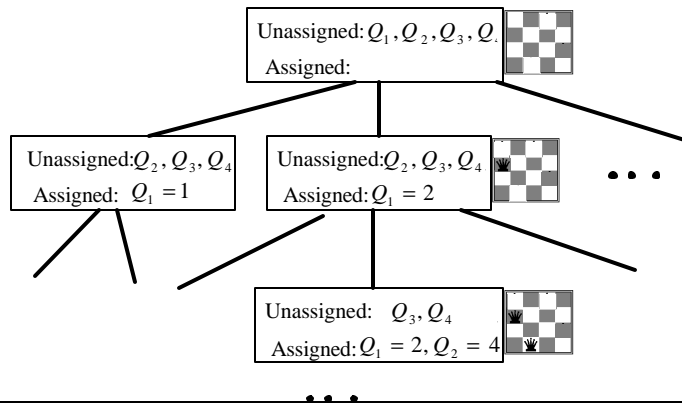 Unassigned: Q₁, Q₂, Q₃, Q
Assigned:
Unassigned: Q₂, Q₃, Q₄
Assigned: Q₁ = 1
Unassigned: Q₂, Q₃, Q₄
Assigned: Q₁ = 2
• • •
Unassigned: Q₃, Q₄
Assigned: Q₁ = 2, Q₂ = 4
• • •